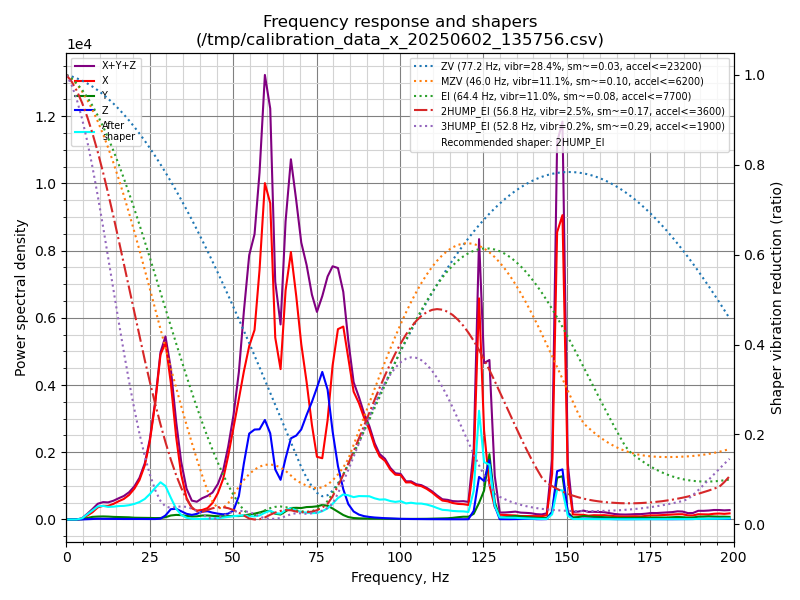 Frequency response and shapers
(/tmp/calibration_data_x_20250602_135756.csv)
1e4
X+Y+Z
X
Y
Z
After
shaper
ZV (77.2 Hz, vibr=28.4%, sm~=0.03, accel<=23200)
MZV (46.0 Hz, vibr=11.1%, sm~=0.10, accel<=6200)
EI (64.4 Hz, vibr=11.0%, sm~=0.08, accel<=7700)
2HUMP_EI (56.8 Hz, vibr=2.5%, sm~=0.17, accel<=3600)
3HUMP_EI (52.8 Hz, vibr=0.2%, sm~=0.29, accel<=1900)
Recommended shaper: 2HUMP_EI
Power spectral density
1.2
1.0
0.8
0.6
0.4
0.2
0.0
1.0
0.8
0.6
0.4
0.2
0.0
Shaper vibration reduction (ratio)
0 25 50 75 100 125 150 175 200
Frequency, Hz